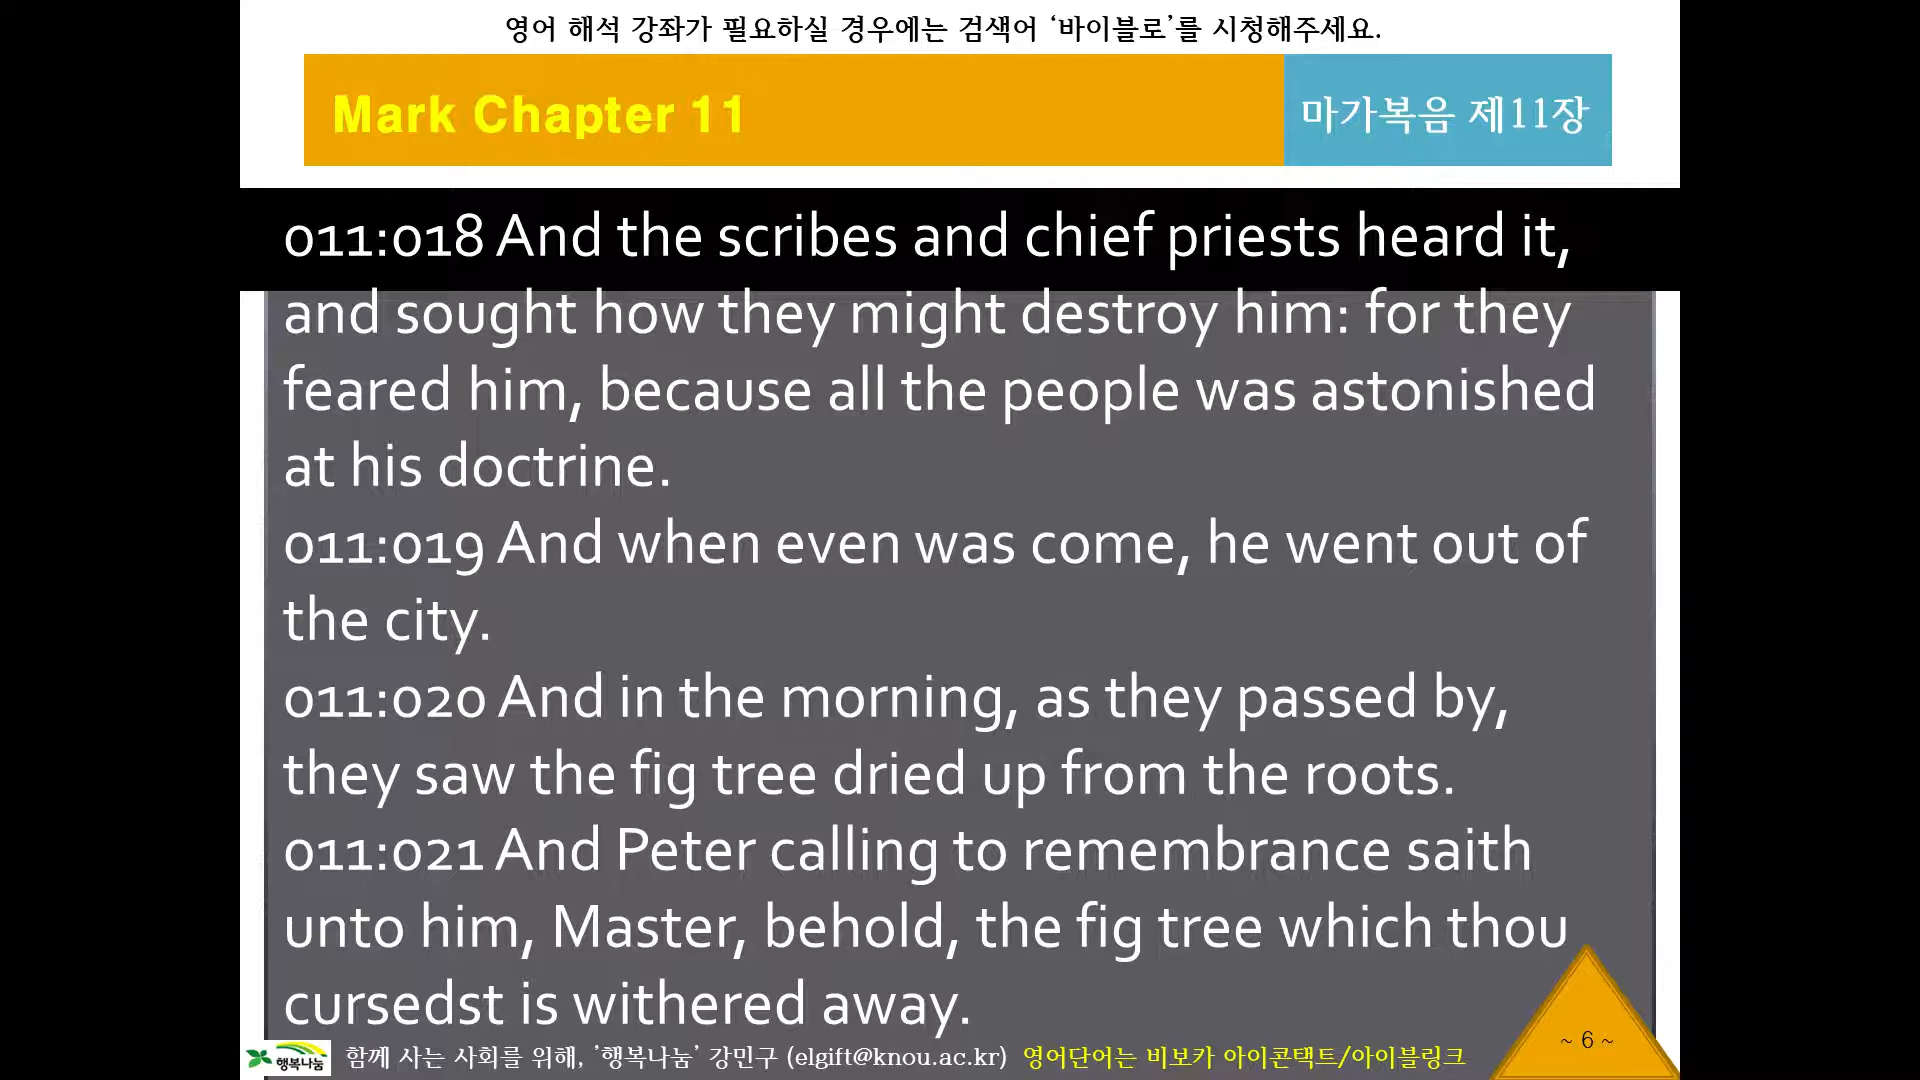 영어 해석 강좌가 필요하실 경우에는 검색어 ‘바이블로’를 시청해주세요.
Mark Chapter 11
마가복음 제11장
011:018 And the scribes and chief priests heard it,
and sought how they might destroy him: for they
feared him, because all the people was astonished
at his doctrine.
011:019 And when even was come, he went out of
the city.
011:020 And in the morning, as they passed by,
they saw the fig tree dried up from the roots.
011:021 And Peter calling to remembrance saith
unto him, Master, behold, the fig tree which thou
cursedst is withered away.
~ 6 ~
행복나눔
함께 사는 사회를 위해, ’행복나눔’ 강민구 (elgift@knou.ac.kr) 영어단어는 비보카 아이콘택트/아이블링크